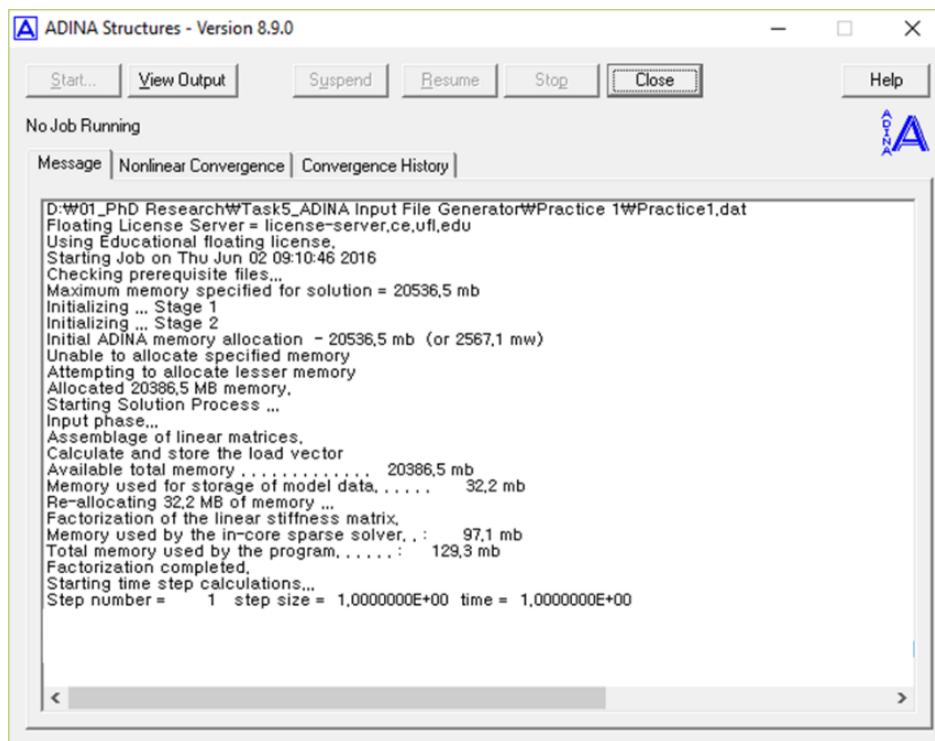 ADINA Structures - Version 8.9.0
Start... View Output Suspend Resume Stop Close Help
No Job Running
ADINA A
Message Nonlinear Convergence Convergence History
D:₩01_PhD Research₩Task5_ADINA Input File Generator₩Practice 1₩Practice1.dat
Floating License Server = license-server.ce.ufl.edu
Using Educational floating license.
Starting Job on Thu Jun 02 09:10:46 2016
Checking prerequisite files...
Maximum memory specified for solution = 20536.5 mb
Initializing ... Stage 1
Initializing ... Stage 2
Initial ADINA memory allocation - 20536.5 mb (or 2567.1 mw)
Unable to allocate specified memory
Attempting to allocate lesser memory
Allocated 20386.5 MB memory.
Starting Solution Process ...
Input phase...
Assemblage of linear matrices.
Calculate and store the load vector
Available total memory . . . . . . . . . . . . . 20386.5 mb
Memory used for storage of model data. . . . . . 32.2 mb
Re-allocating 32.2 MB of memory ...
Factorization of the linear stiffness matrix.
Memory used by the in-core sparse solver. . : 97.1 mb
Total memory used by the program. . . . . . : 129.3 mb
Factorization completed.
Starting time step calculations...
Step number = 1 step size = 1.0000000E+00 time = 1.0000000E+00